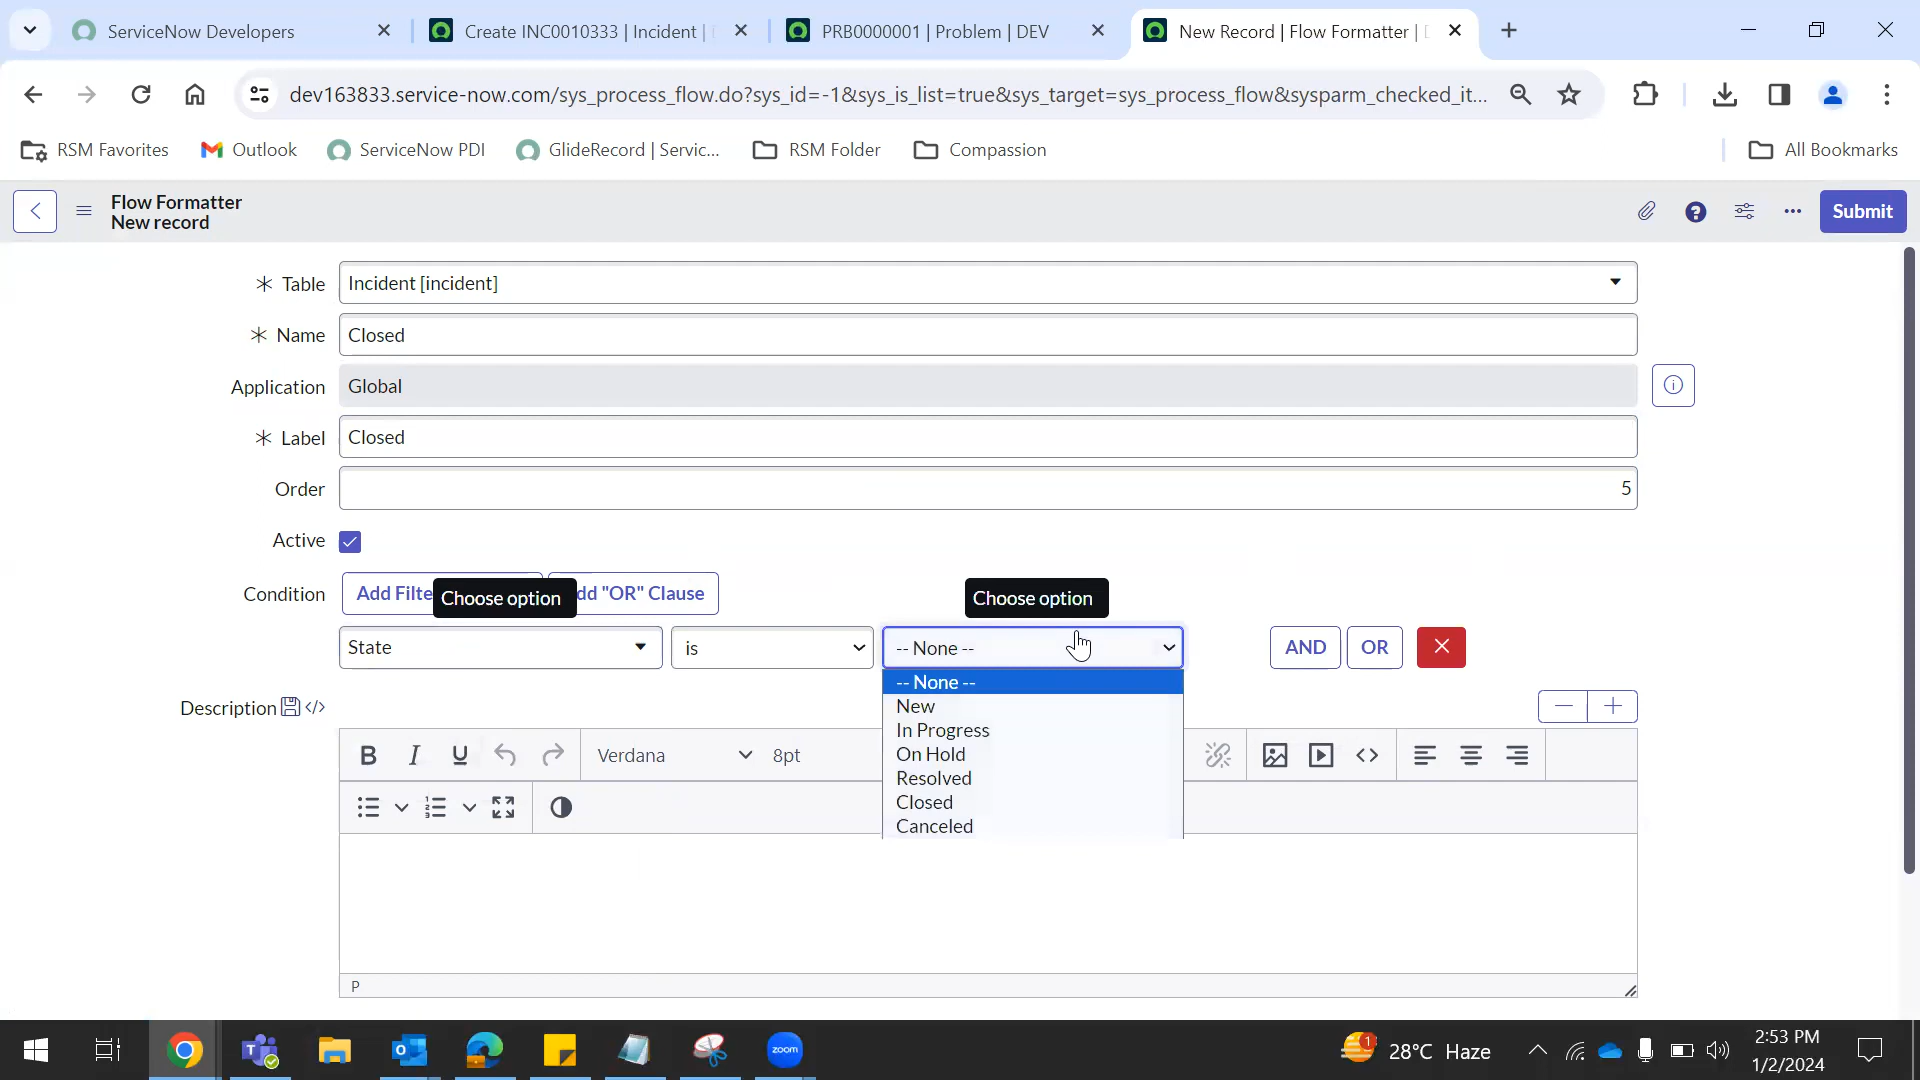 ServiceNow Developers
Create INC0010333 | Incident |
PRB0000001 | Problem | DEV
New Record | Flow Formatter |
dev163833.service-now.com/sys_process_flow.do?sys_id=-1&sys_is_list=true&sys_target=sys_process_flow&sysparm_checked_it...
RSM Favorites
Outlook
ServiceNow PDI
GlideRecord | Servic...
RSM Folder
Compassion
All Bookmarks
Flow Formatter
New record
Submit
Table
Incident [incident]
Name
Closed
Application
Global
Label
Closed
Order
5
Active
Condition
Add Filte
Choose option
dd "OR" Clause
Choose option
State
is
-- None --
AND
OR
-- None --
New
In Progress
On Hold
Resolved
Closed
Canceled
Description
B I U
Verdana
8pt
P
zoom
1
28°C Haze
2:53 PM
1/2/2024